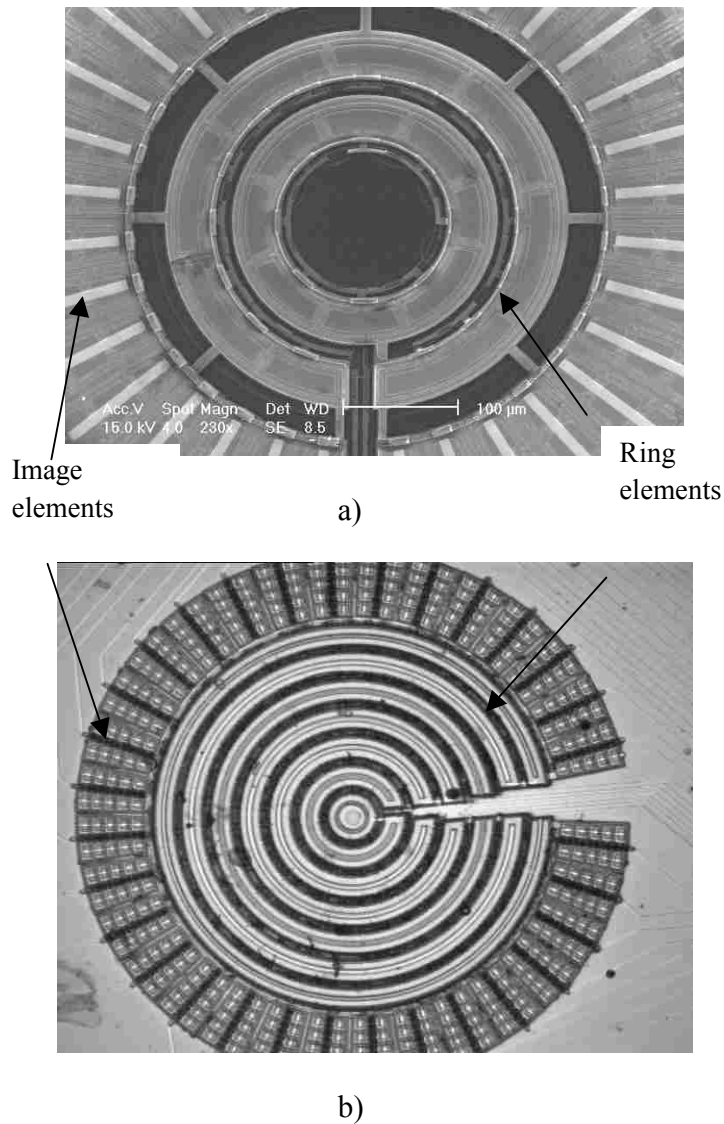 Acc.V Spot Magn Det WD 100 µm
15.0 kV 4.0 230x SE 8.5
Image
elements
Ring
elements
a)
b)